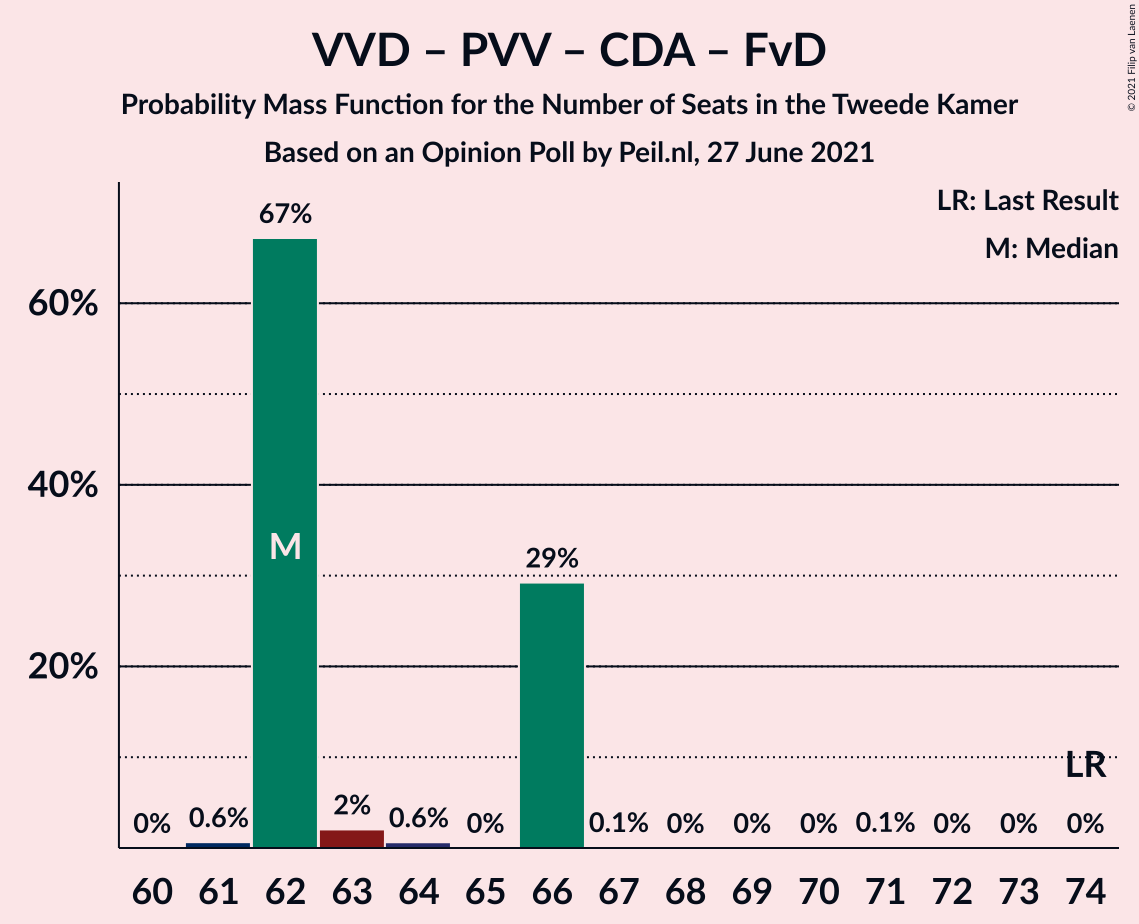 VVD – PVV – CDA – FvD
Probability Mass Function for the Number of Seats in the Tweede Kamer
Based on an Opinion Poll by Peil.nl, 27 June 2021
© 2021 Filip van Laenen
LR: Last Result
M: Median
60%
40%
20%
67%
M
29%
LR
0% 0.6% 2% 0.6% 0% 0.1% 0% 0% 0% 0.1% 0% 0% 0%
60 61 62 63 64 65 66 67 68 69 70 71 72 73 74